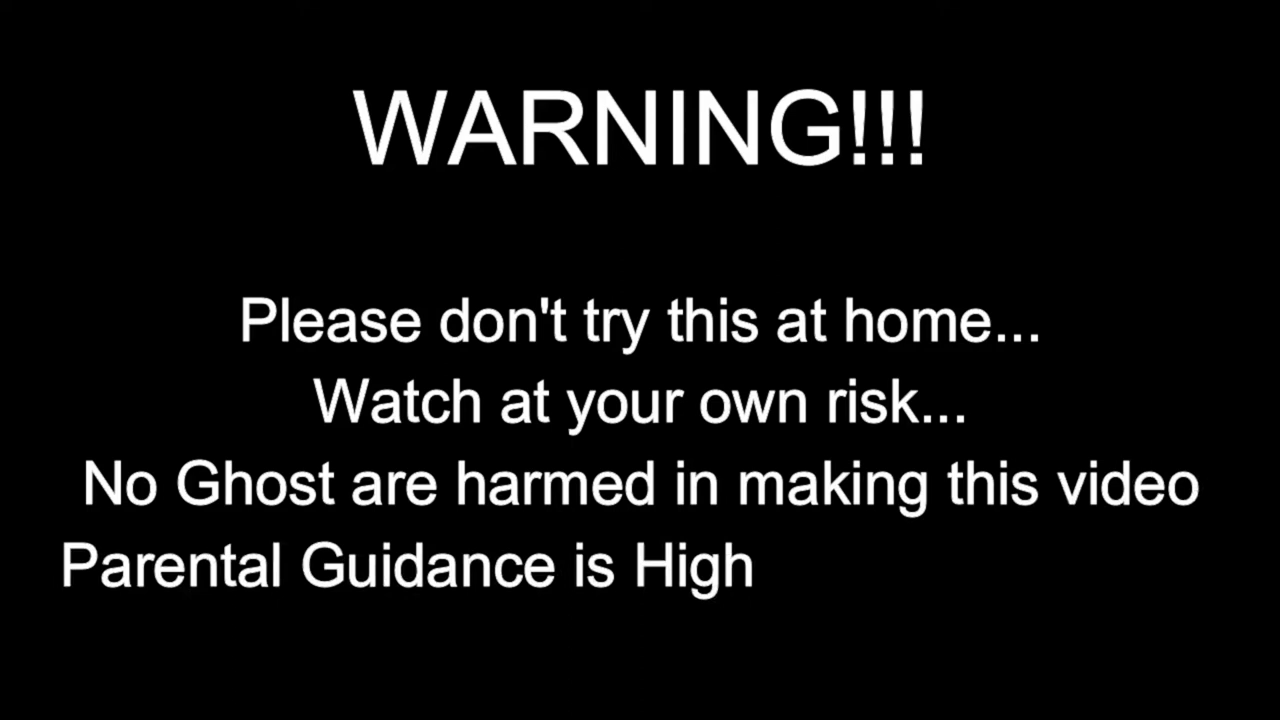 WARNING!!!
Please don't try this at home...
Watch at your own risk...
No Ghost are harmed in making this video
Parental Guidance is High